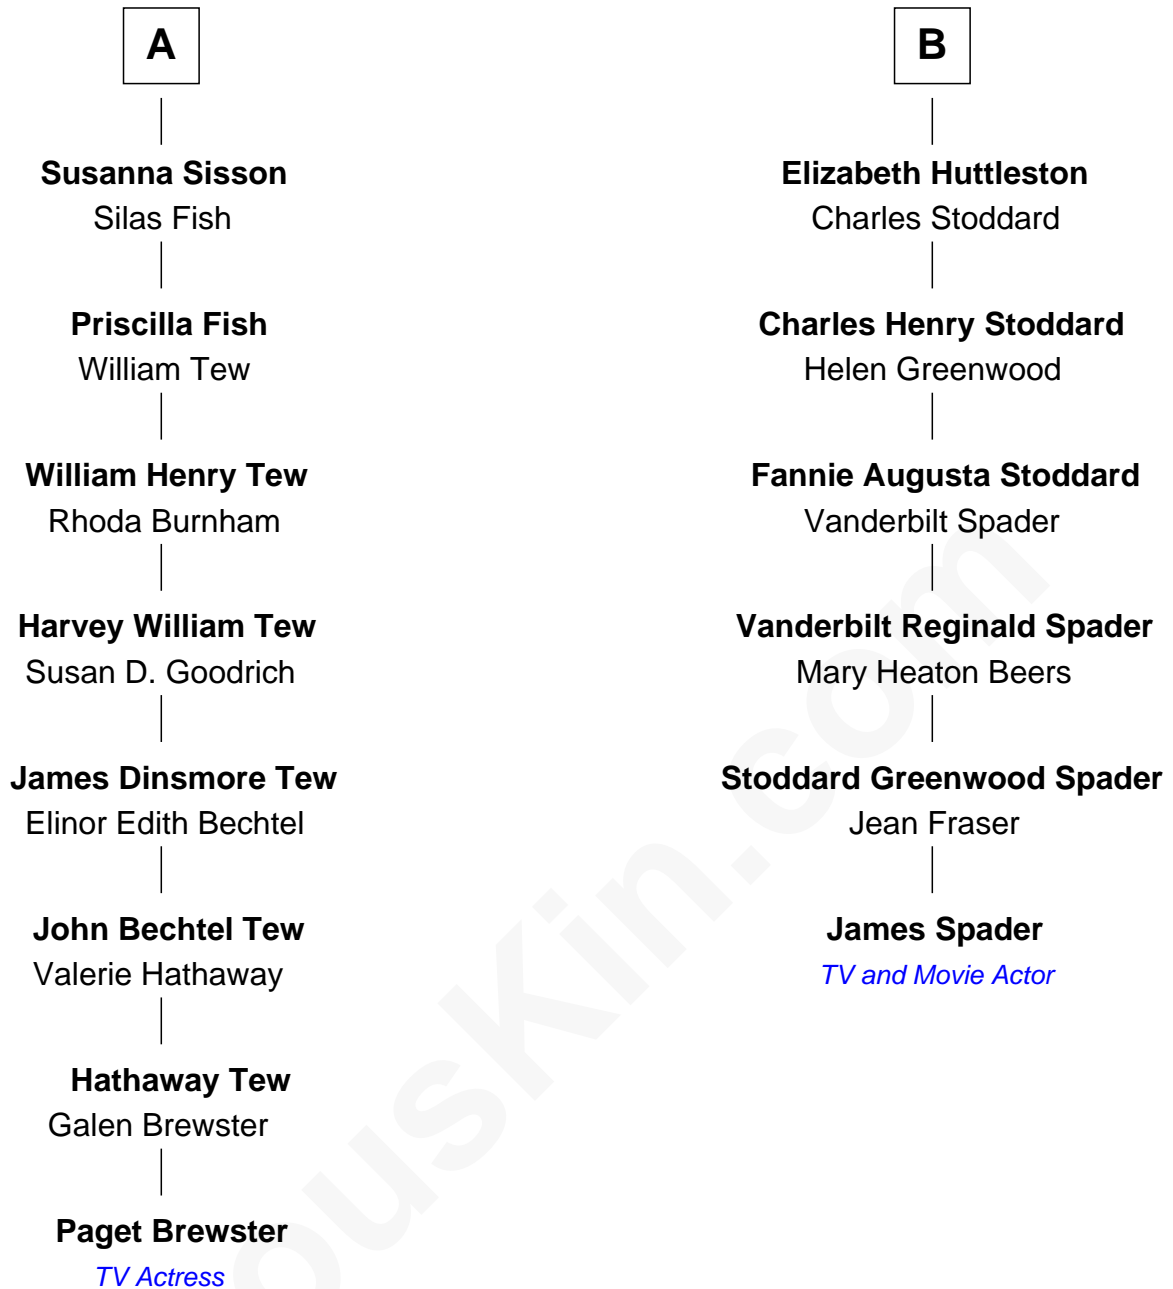 A
Susanna Sisson
Silas Fish
Priscilla Fish
William Tew
William Henry Tew
Rhoda Burnham
Harvey William Tew
Susan D. Goodrich
James Dinsmore Tew
Elinor Edith Bechtel
John Bechtel Tew
Valerie Hathaway
Hathaway Tew
Galen Brewster
Paget Brewster
TV Actress
B
Elizabeth Huttleston
Charles Stoddard
Charles Henry Stoddard
Helen Greenwood
Fannie Augusta Stoddard
Vanderbilt Spader
Vanderbilt Reginald Spader
Mary Heaton Beers
Stoddard Greenwood Spader
Jean Fraser
James Spader
TV and Movie Actor
ousKin.com